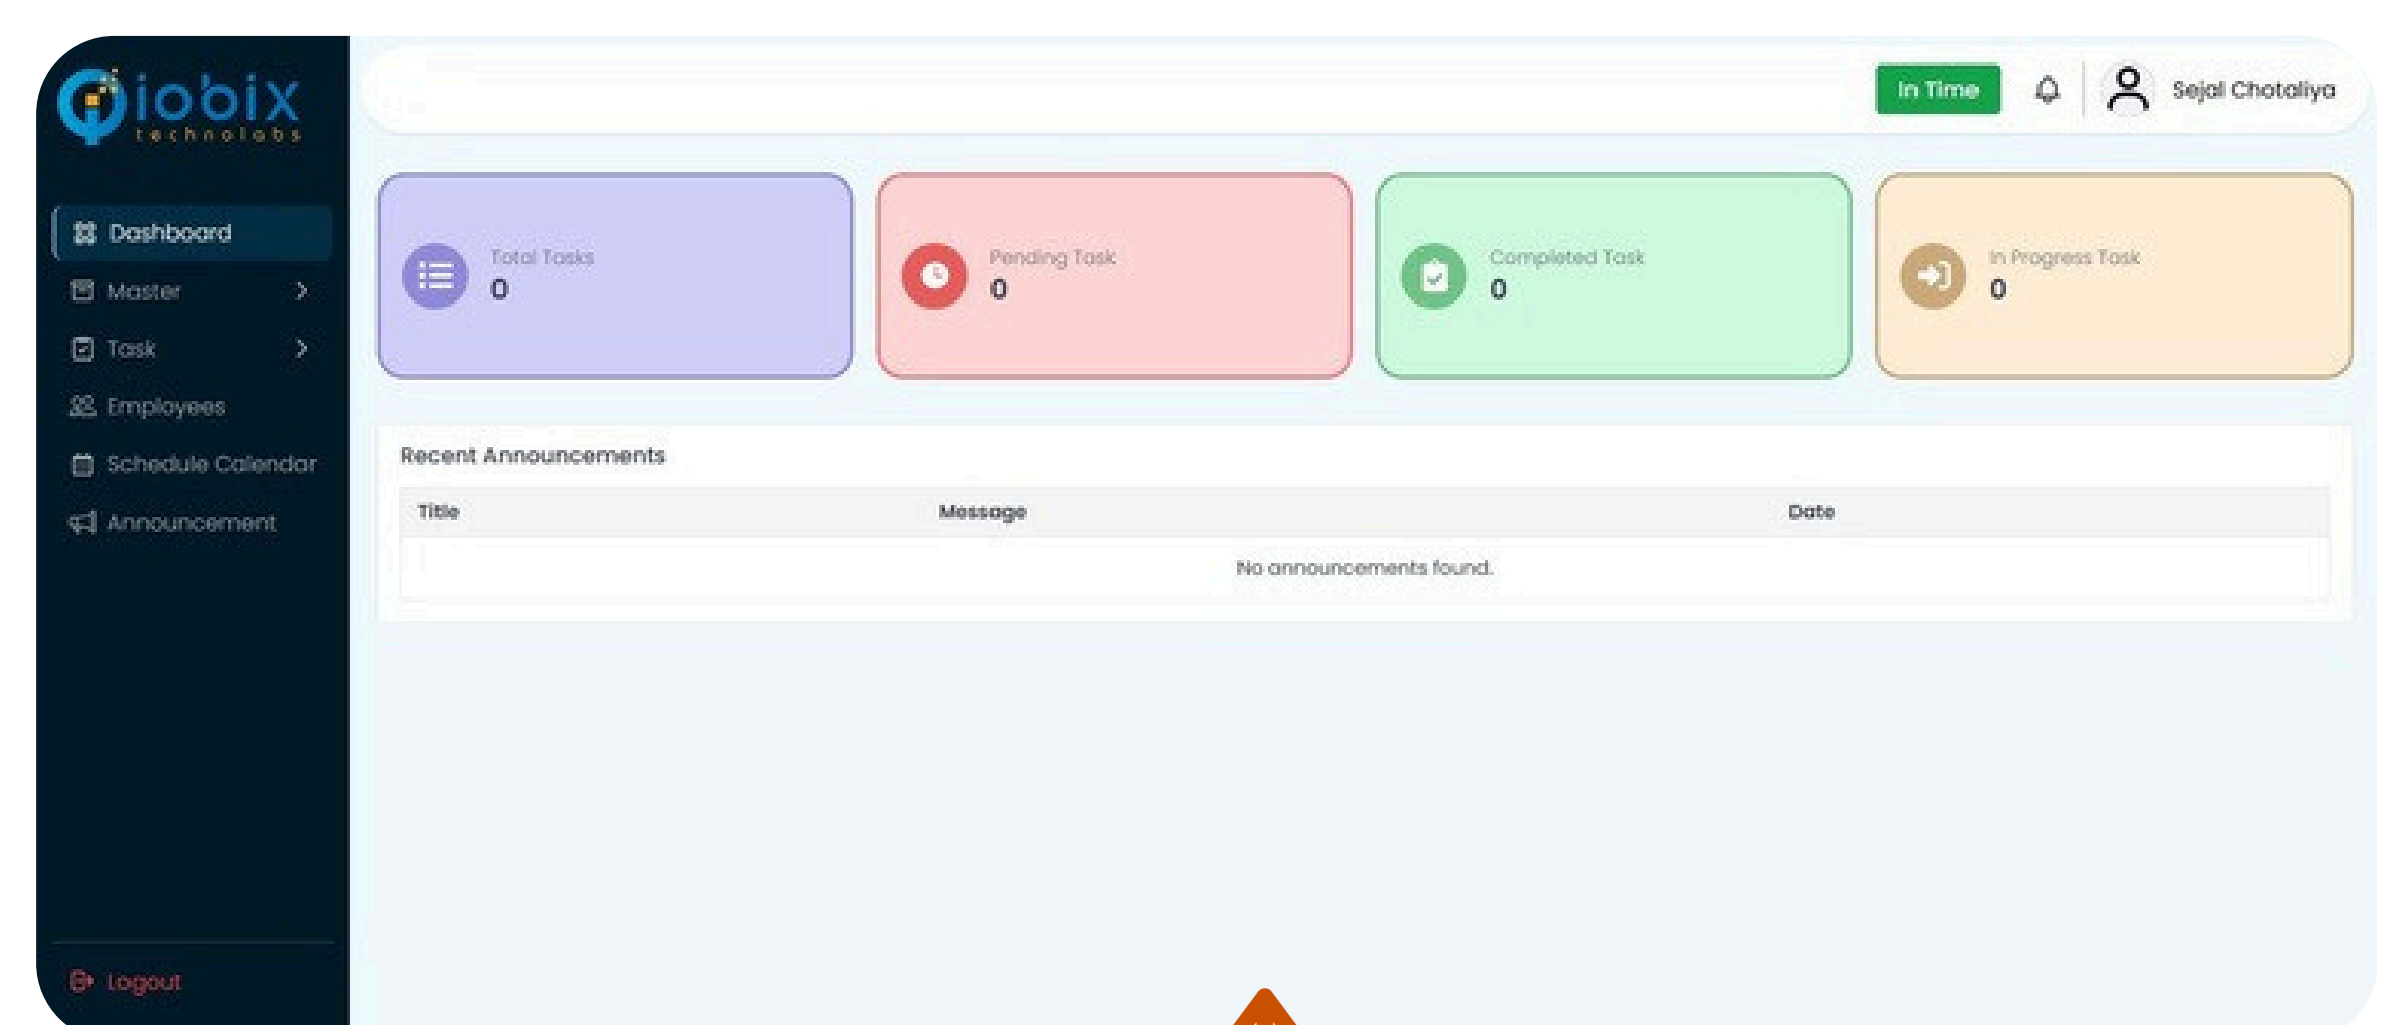 iobix
technolabs
In Time
Sejal Chotaliya
Dashboard
Master
Task
Employees
Schedule Calendar
Announcement
Logout
Total Tasks
0
Pending Task
0
Completed Task
0
In Progress Task
0
Recent Announcements
Title Message Date
No announcements found.